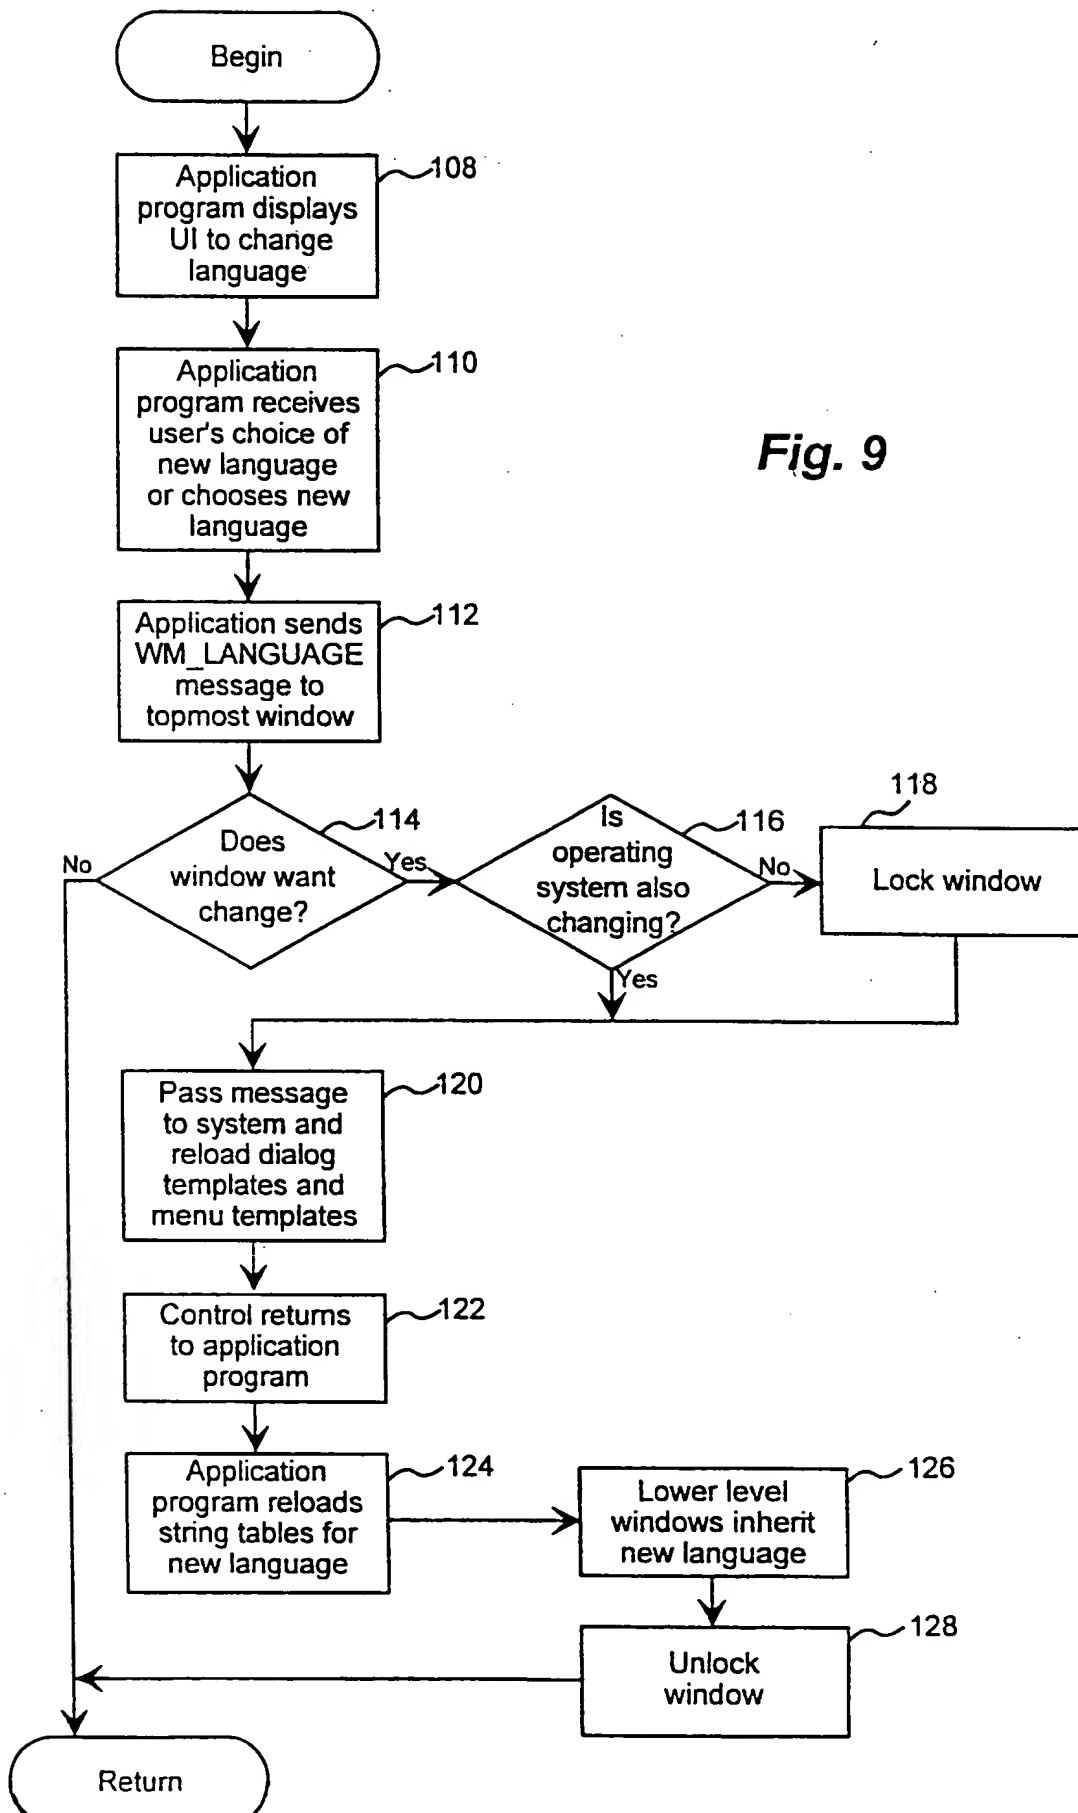 Begin
108
Application
program displays
UI to change
language
110
Application
program receives
user's choice of
new language
or chooses new
language
Fig. 9
112
Application sends
WM_LANGUAGE
message to
topmost window
114
Does
window want
change?
No
Yes
116
Is
operating
system also
changing?
No
Yes
118
Lock window
120
Pass message
to system and
reload dialog
templates and
menu templates
122
Control returns
to application
program
124
Application
program reloads
string tables for
new language
126
Lower level
windows inherit
new language
128
Unlock
window
Return